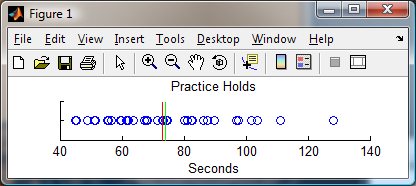 Figure 1
File Edit View Insert Tools Desktop Window Help
Practice Holds
40 60 80 100 120 140
Seconds